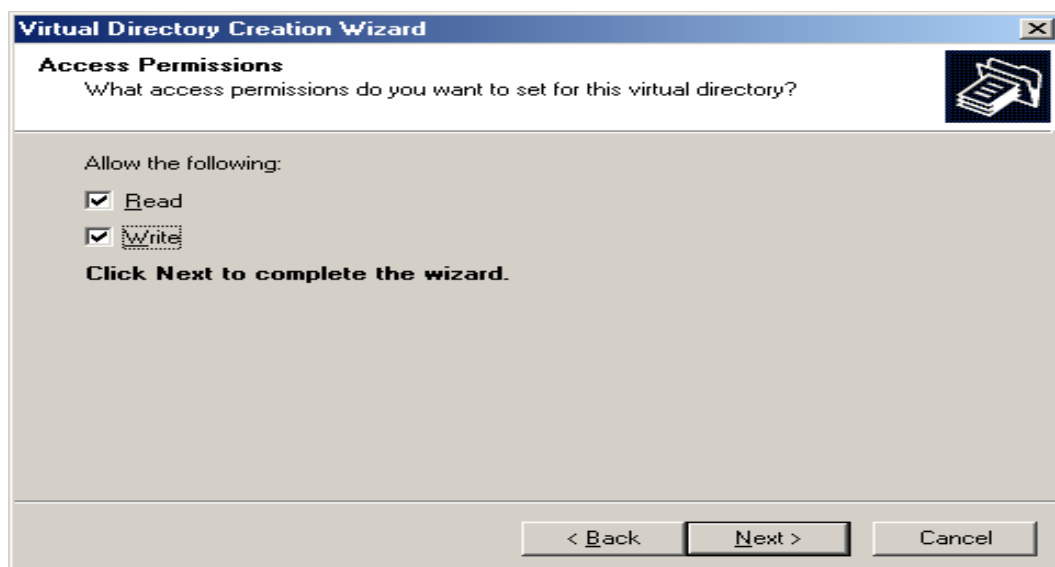 Virtual Directory Creation Wizard
Access Permissions
What access permissions do you want to set for this virtual directory?
Allow the following:
Read
Write
Click Next to complete the wizard.
< Back
Next >
Cancel